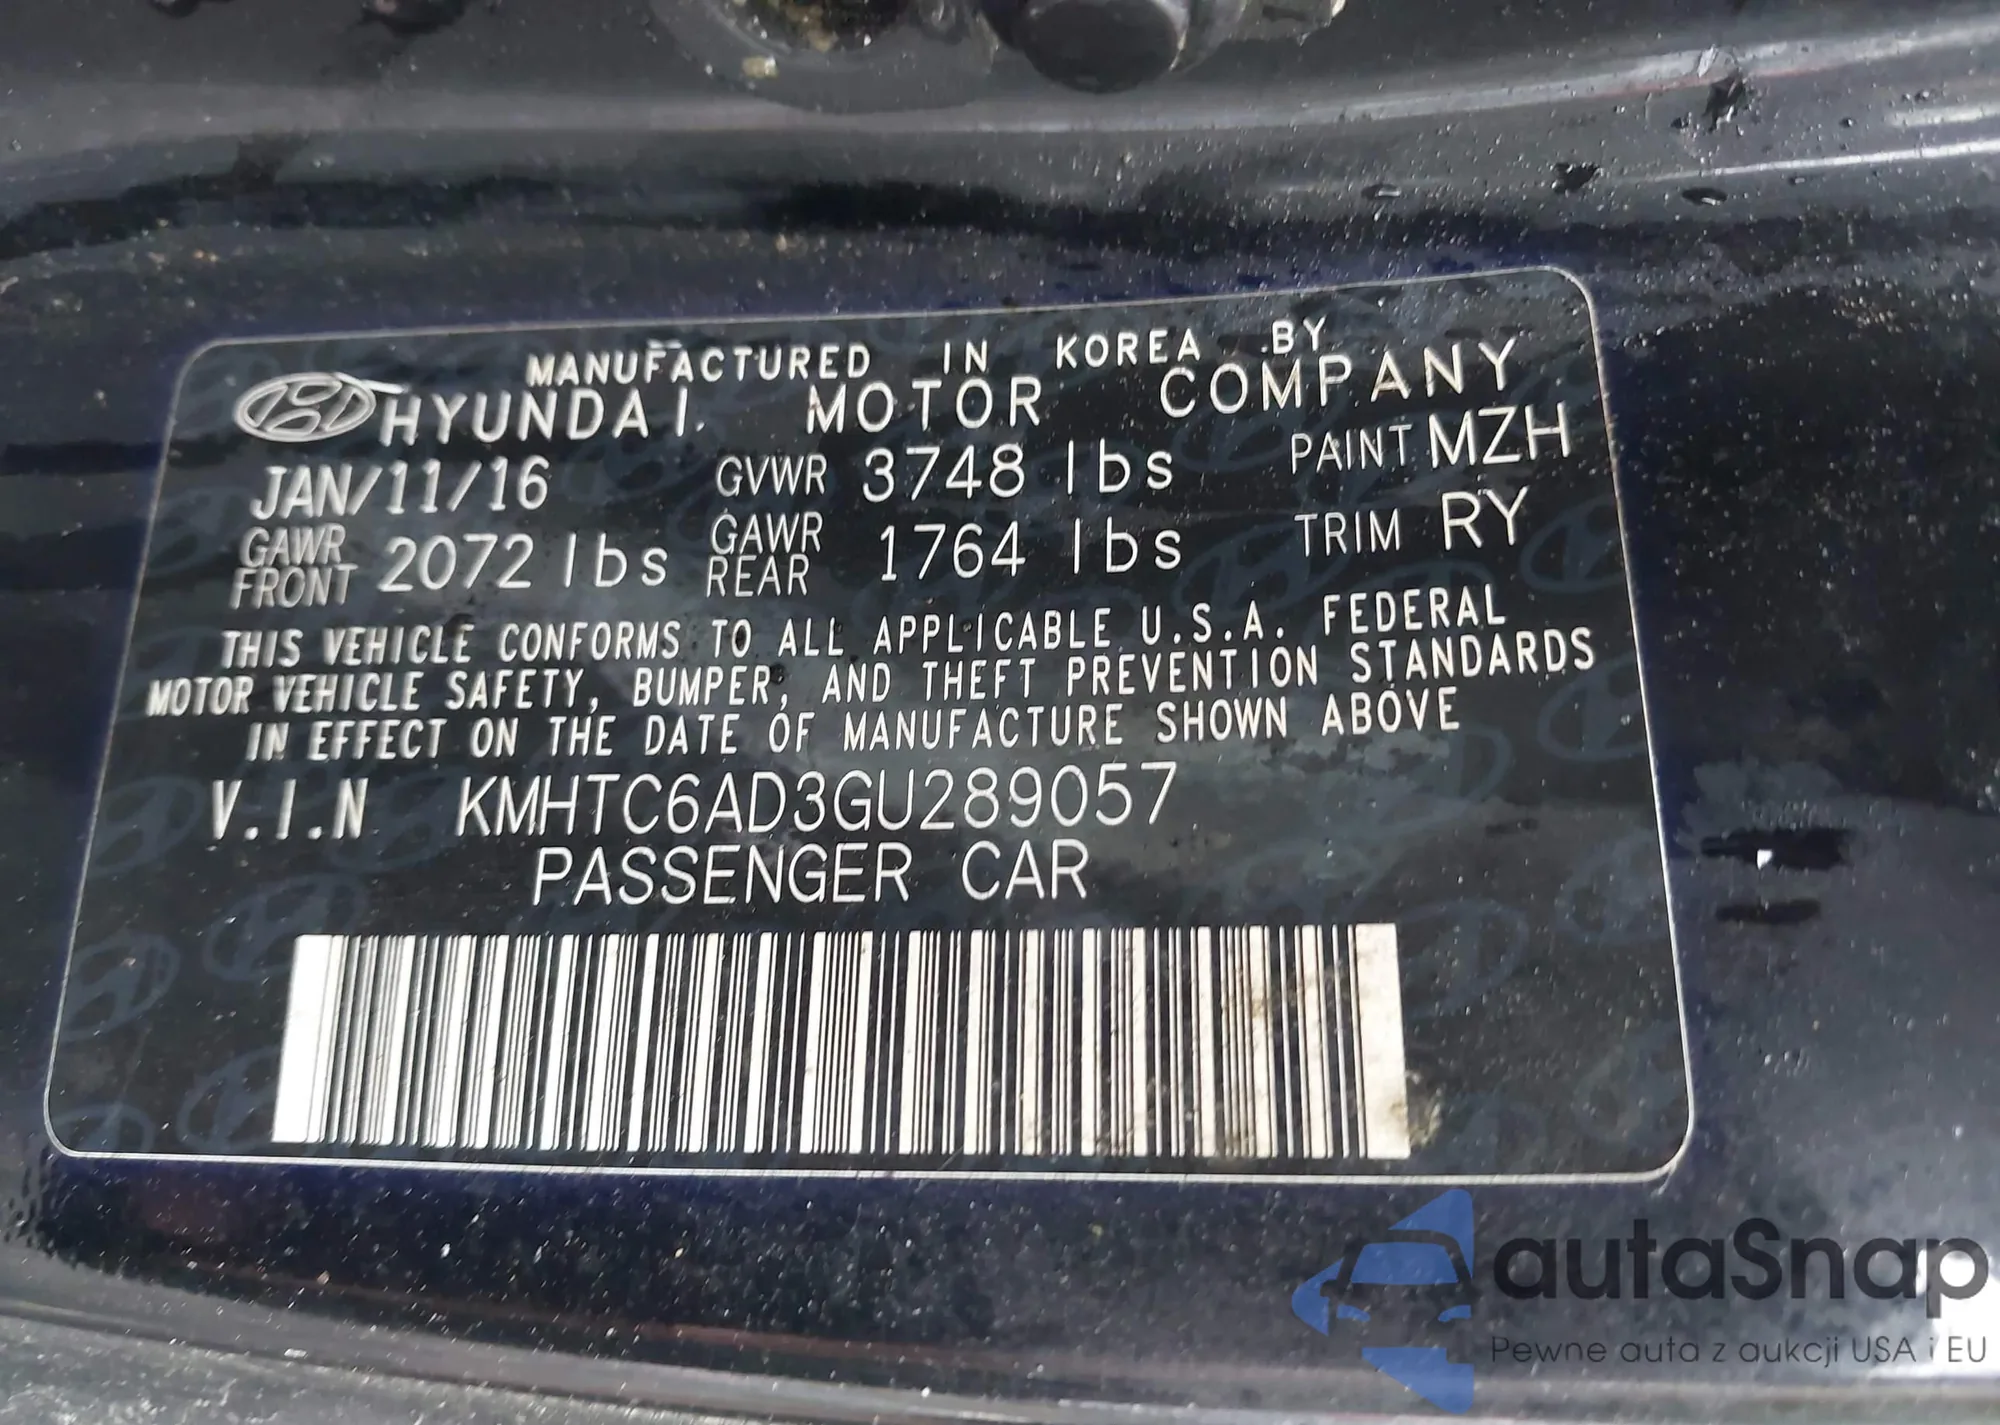 MANUFACTURED IN KOREA BY
HYUNDAI MOTOR COMPANY
JAN/11/16 GVWR 3748 lbs PAINT MZH
GAWR FRONT 2072 lbs GAWR REAR 1764 lbs TRIM RY
THIS VEHICLE CONFORMS TO ALL APPLICABLE U.S.A. FEDERAL
MOTOR VEHICLE SAFETY, BUMPER, AND THEFT PREVENTION STANDARDS
IN EFFECT ON THE DATE OF MANUFACTURE SHOWN ABOVE
V.I.N KMHTC6AD3GU289057
PASSENGER CAR
autaSnap
Pewne auta z aukcji USA i EU